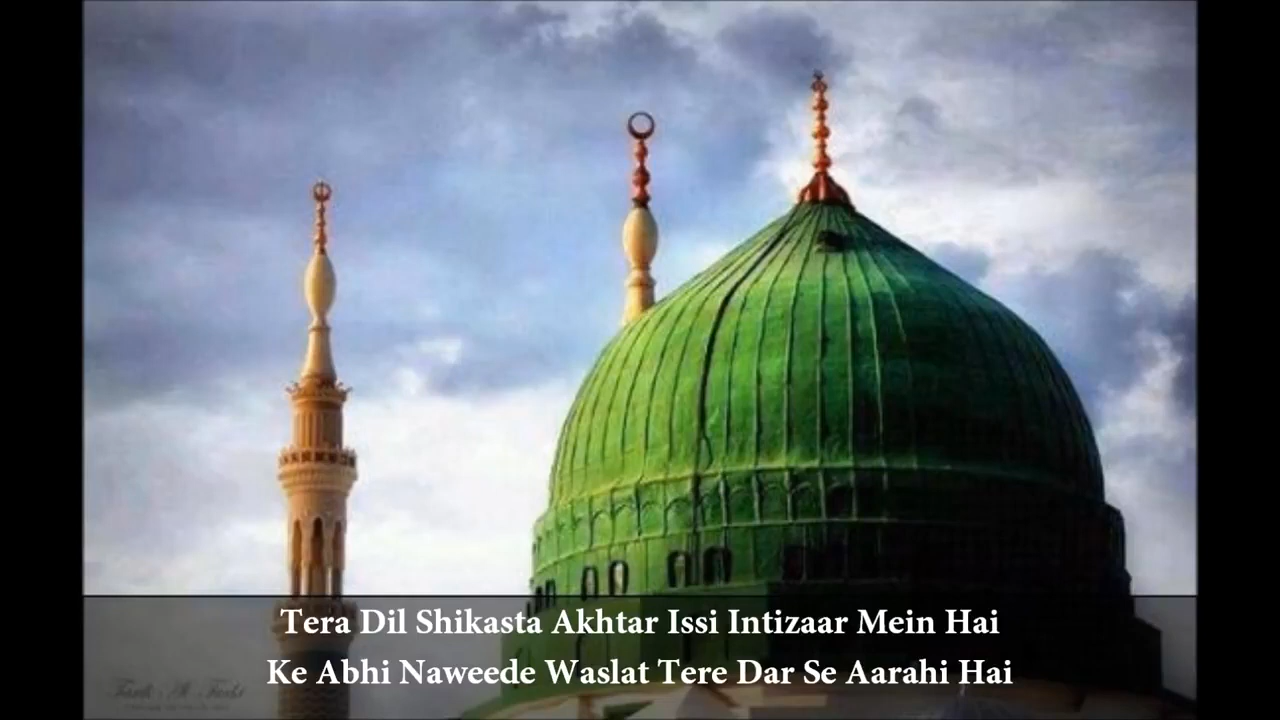 Tera Dil Shikasta Akhtar Issi Intizaar Mein Hai
Ke Abhi Naweede Waslat Tere Dar Se Aarahi Hai